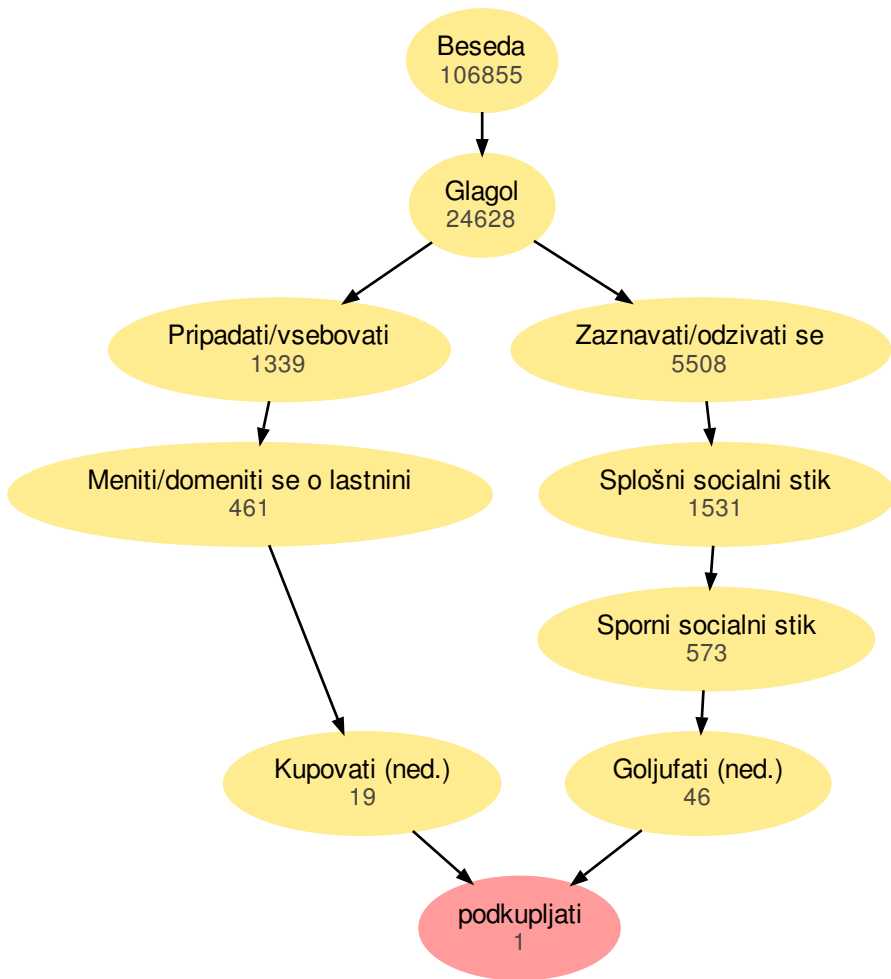 Beseda
106855
Glagol
24628
Pripadati/vsebovati
1339
Zaznavati/odzivati se
5508
Meniti/domeniti se o lastnini
461
Splošni socialni stik
1531
Sporni socialni stik
573
Kupovati (ned.)
19
Goljufati (ned.)
46
podkupljati
1